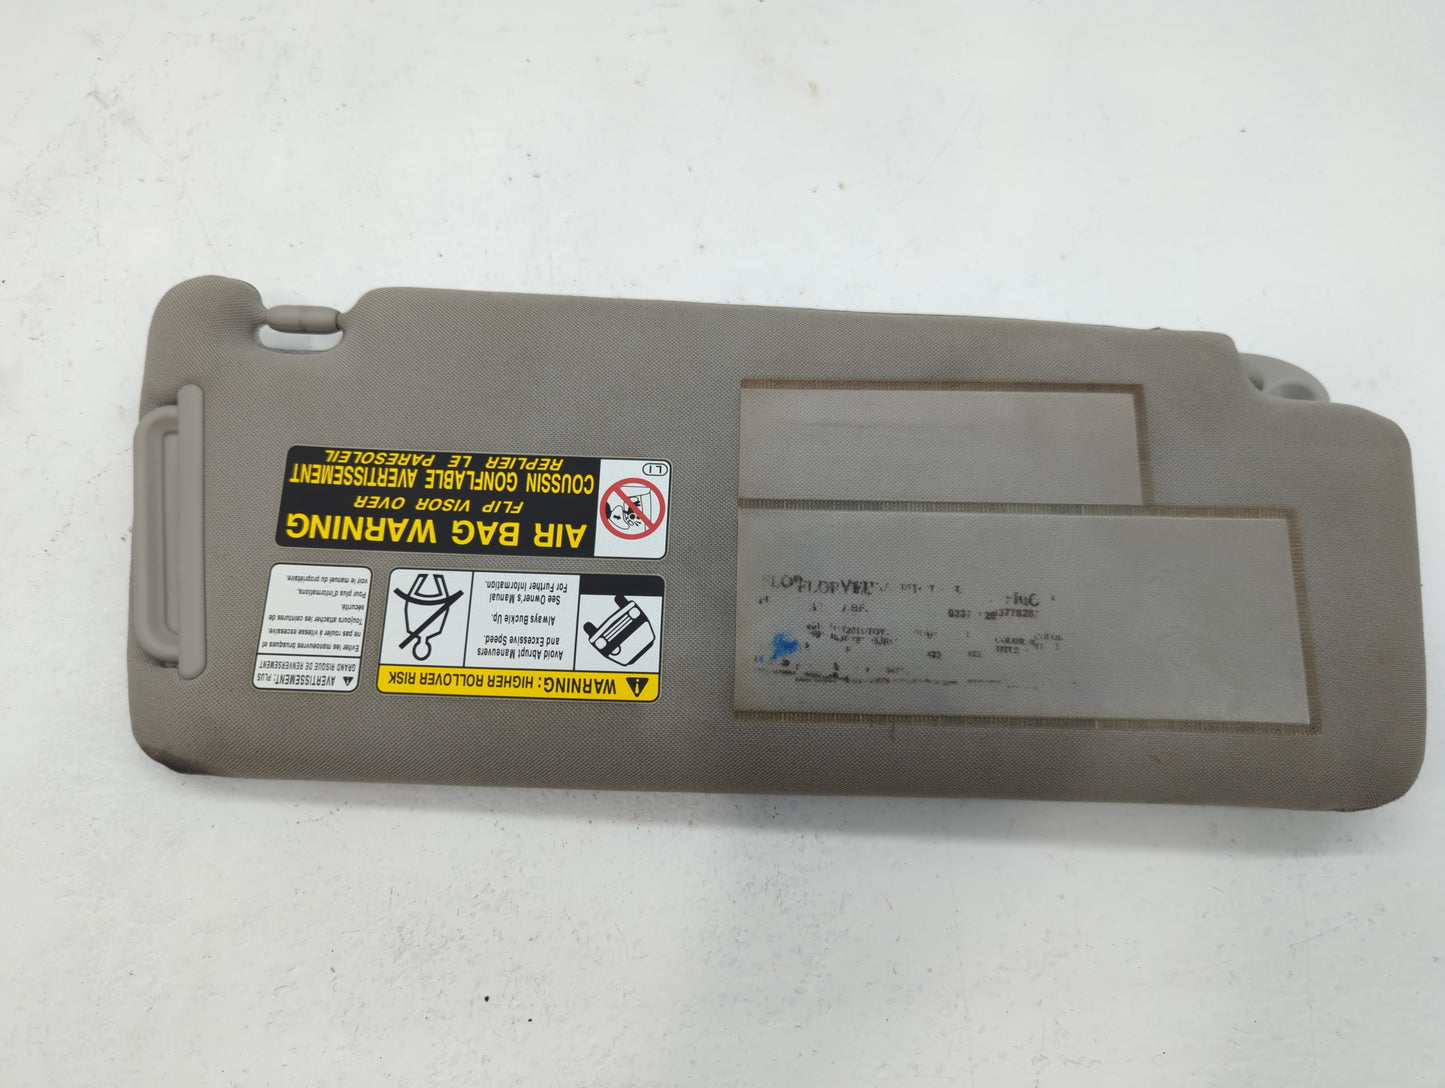 WARNING: HIGHER ROLLOVER RISK
Avoid Abrupt Maneuvers
and Excessive Speed.
Always Buckle Up.
See Owner's Manual
For Further Information.
AVERTISSEMENT: PLUS
GRAND RISQUE DE RENVERSEMENT
Eviter les manoeuvres brusques et
ne pas rouler à vitesse excessive.
Toujours attacher les ceintures de
sécurité.
Pour plus d'informations,
voir le manuel du propriétaire.
AIR BAG WARNING
FLIP VISOR OVER
COUSSIN GONFLABLE AVERTISSEMENT
REPLIER LE PARESOLEIL
LI